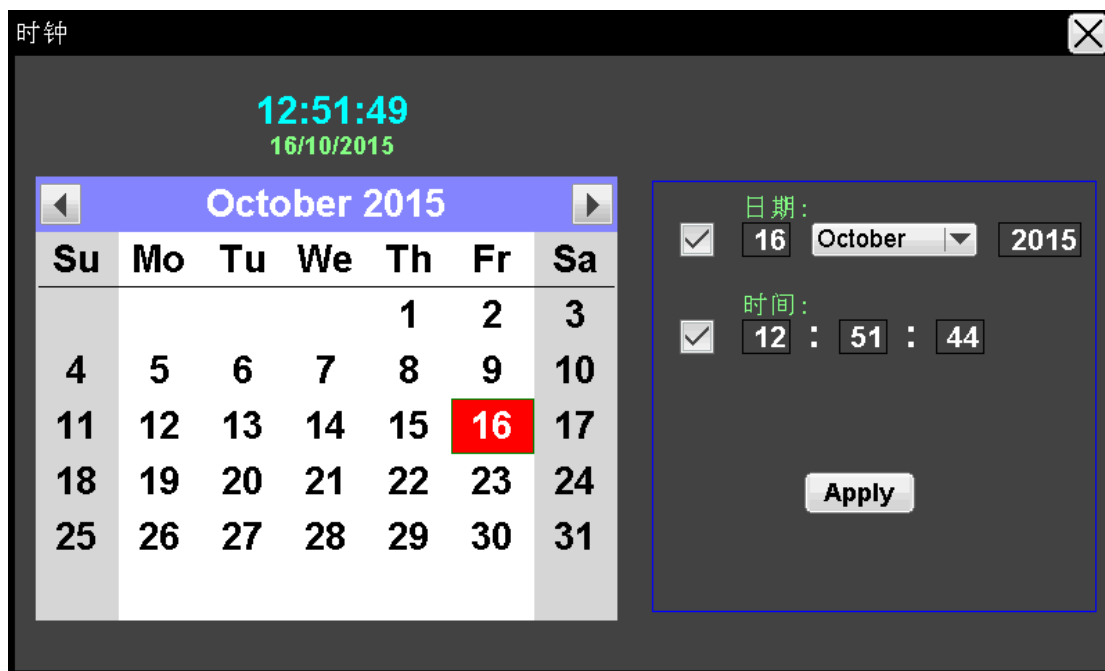 时钟
12:51:49
16/10/2015
October 2015
Su Mo Tu We Th Fr Sa
1 2 3
4 5 6 7 8 9 10
11 12 13 14 15 16 17
18 19 20 21 22 23 24
25 26 27 28 29 30 31
日期:
16 October 2015
时间:
12 : 51 : 44
Apply